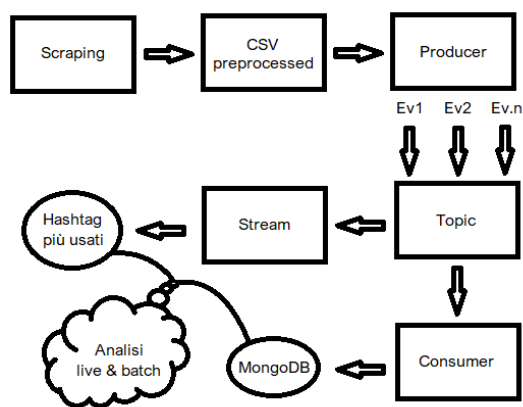 Scraping
CSV
preprocessed
Producer
Ev1 Ev2 Ev.n
Hashtag
più usati
Stream
Topic
Analisi
live & batch
MongoDB
Consumer